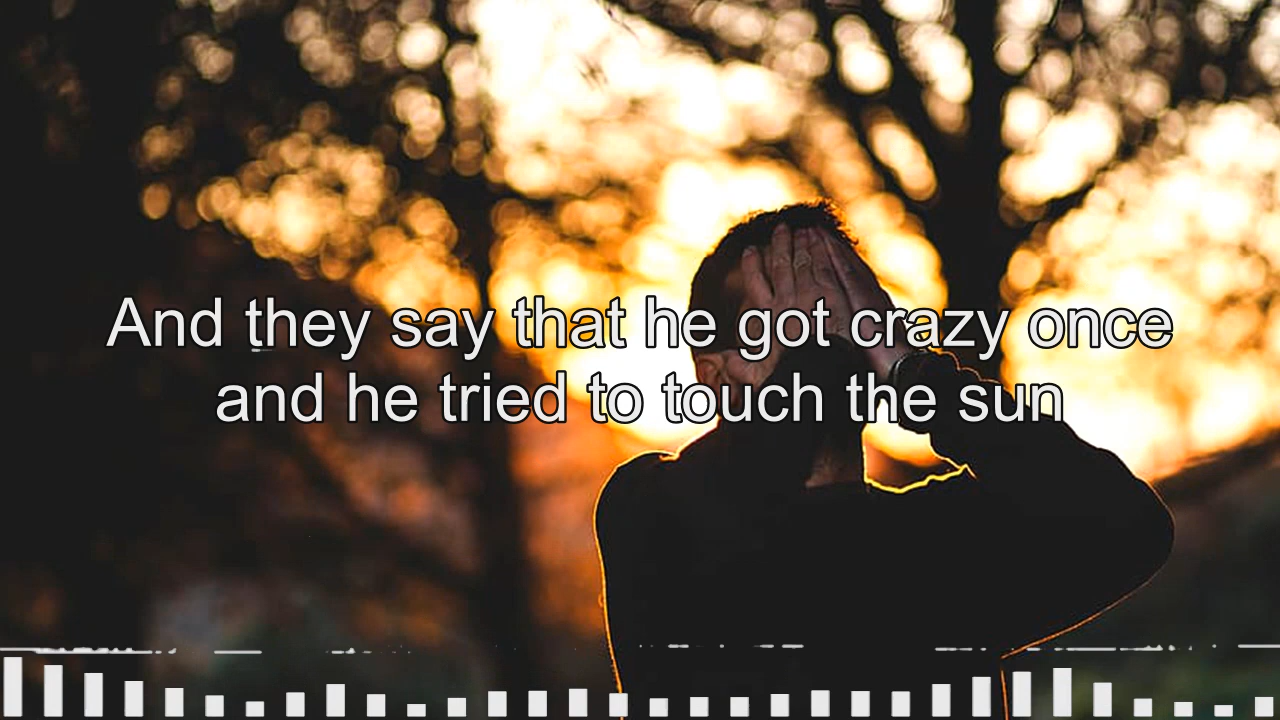 And they say that he got crazy once
and he tried to touch the sun